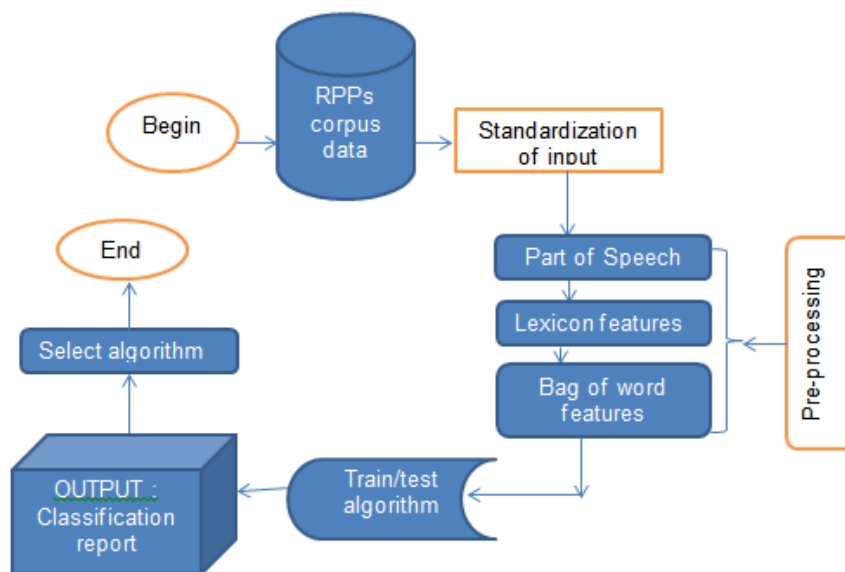 Begin
RPPs
corpus
data
Standardization
of input
Part of Speech
Lexicon features
Bag of word
features
Pre-processing
Train/test
algorithm
OUTPUT :
Classification
report
Select algorithm
End